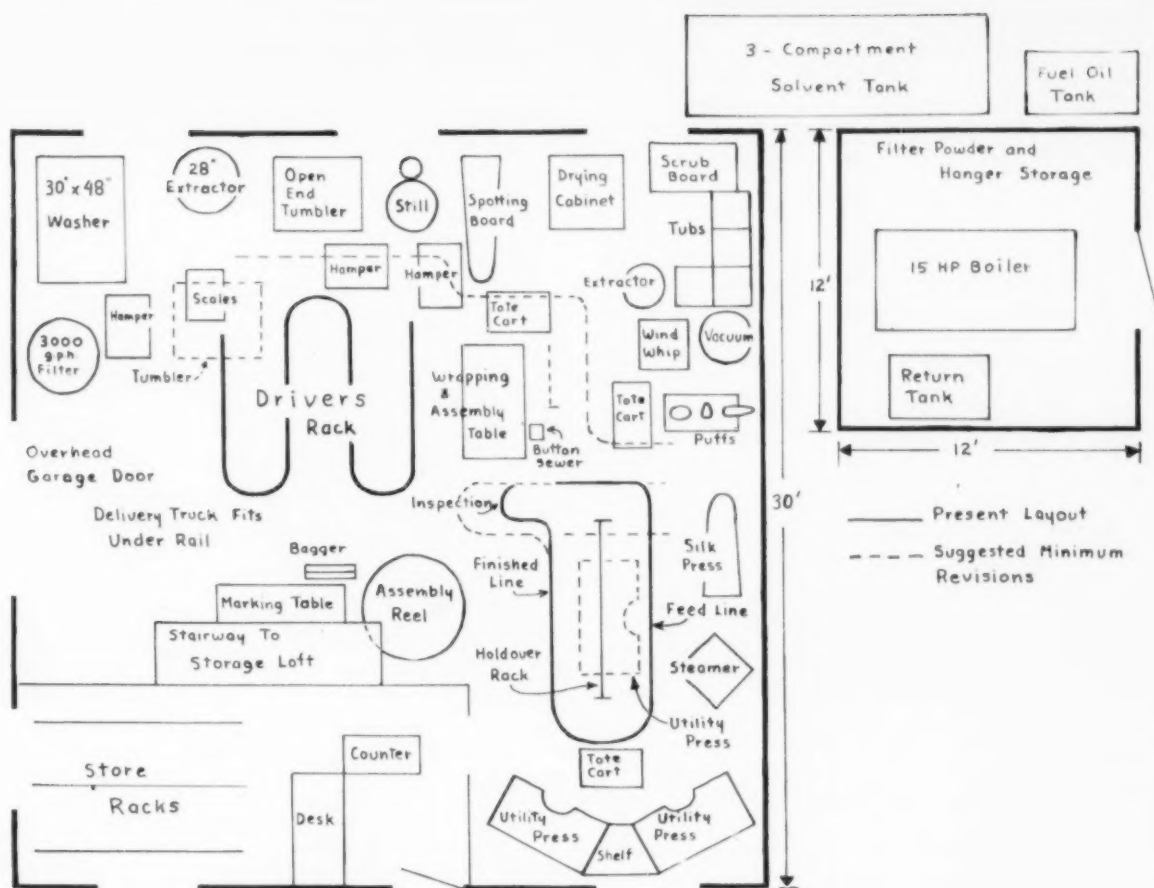 3 - Compartment
Solvent Tank
Fuel Oil
Tank
30" x 48"
Washer
28"
Extractor
Open
End
Tumbler
Still
Spotting
Board
Drying
Cabinet
Scrub
Board
Tubs
Filter Powder and
Hanger Storage
15 HP Boiler
Return
Tank
12'
12'
30'
Hamper
Hamper
Scales
Hamper
Tote
Cart
Extractor
Wind
Whip
Vacuum
3000
g.p.h.
Filter
Tumbler
Drivers
Rack
Wrapping
&
Assembly
Table
Button
Sewer
Tote
Cart
Puffs
Overhead
Garage Door
Delivery Truck Fits
Under Rail
Inspection
Silk
Press
Present Layout
Suggested Minimum
Revisions
Bagger
Finished
Line
Marking Table
Assembly
Reel
Feed Line
Stairway To
Storage Loft
Holdover
Rack
Steamer
Utility
Press
Store
Racks
Counter
Desk
Tote
Cart
Utility
Press
Shelf
Utility
Press